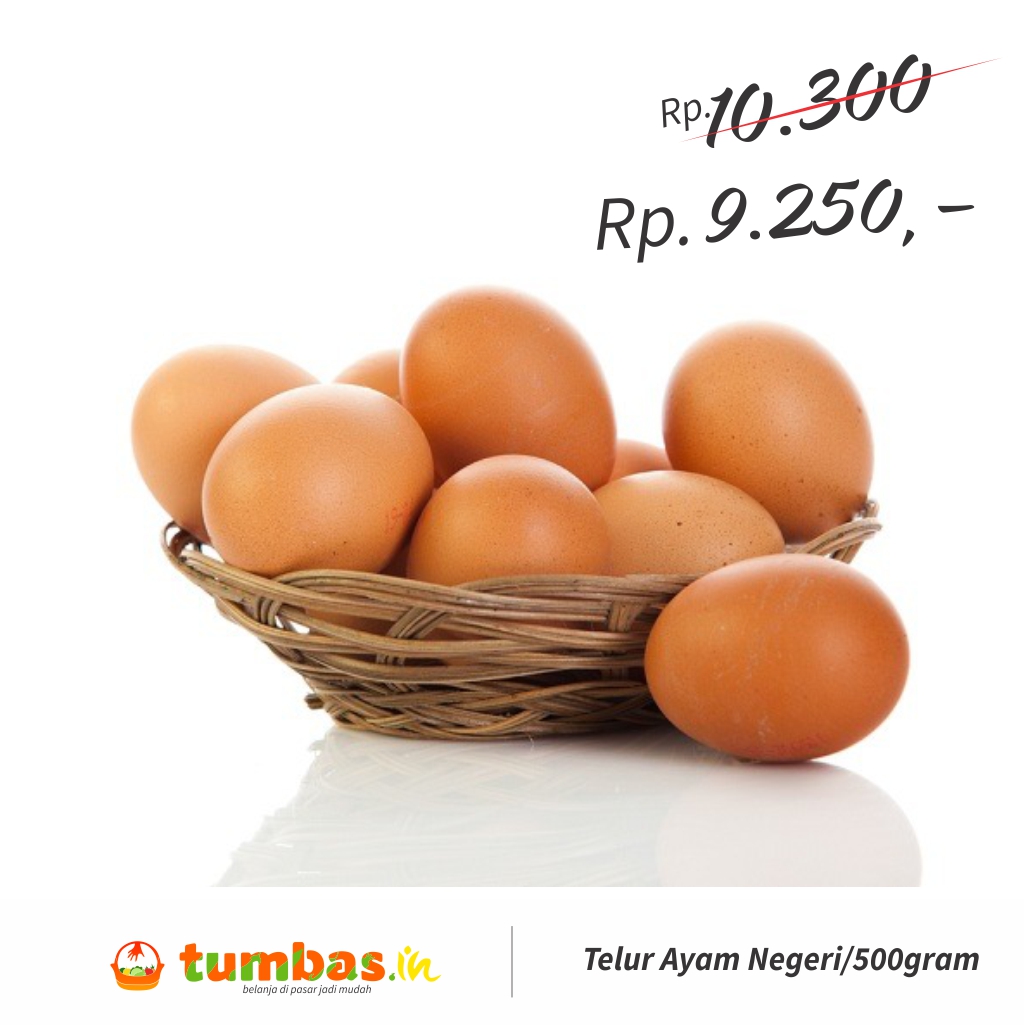 Rp.10.300
Rp. 9.250,-
tumbas.in
belanja di pasar jadi mudah
Telur Ayam Negeri/500gram